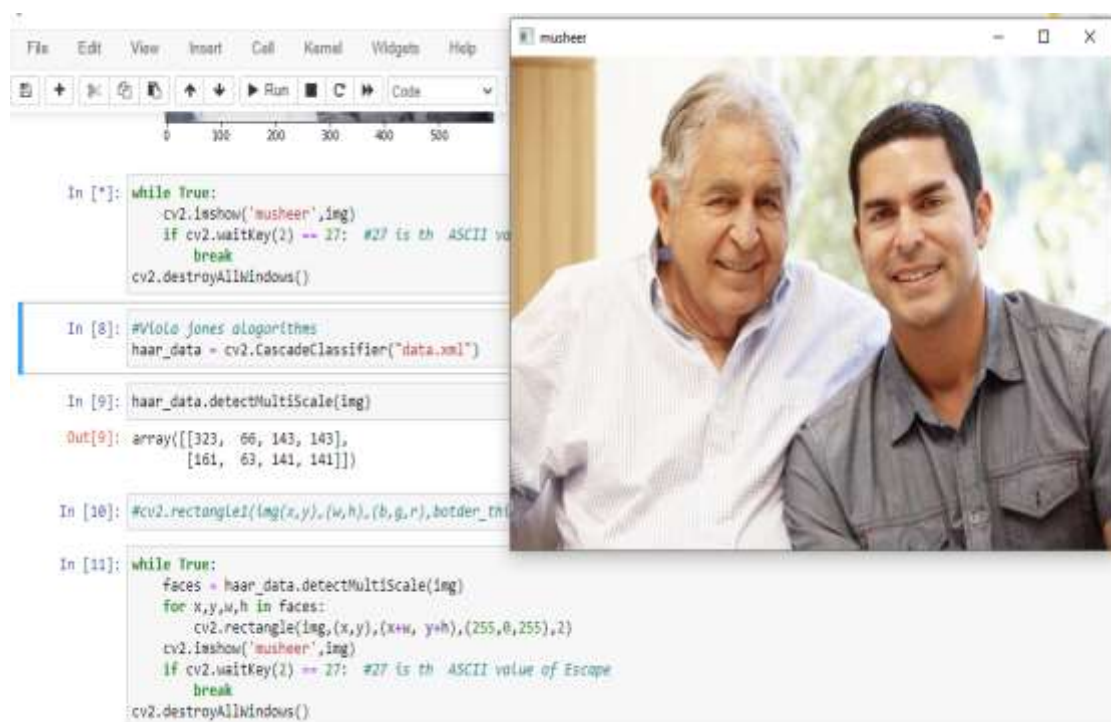 File Edit View Insert Cell Kernel Widgets Help
Run Code
0 100 200 300 400 500
In [*]: while True:
cv2.imshow('musheer',img)
if cv2.waitKey(2) == 27: #27 is th ASCII va
break
cv2.destroyAllWindows()
In [8]: #Viola jones alogorithms
haar_data = cv2.CascadeClassifier("data.xml")
In [9]: haar_data.detectMultiScale(img)
Out[9]: array([[323, 66, 143, 143],
[161, 63, 141, 141]])
In [10]: #cv2.rectangle1(img(x,y),(w,h),(b,g,r),botder_thi
In [11]: while True:
faces = haar_data.detectMultiScale(img)
for x,y,w,h in faces:
cv2.rectangle(img,(x,y),(x+w, y+h),(255,0,255),2)
cv2.imshow('musheer',img)
if cv2.waitKey(2) == 27: #27 is th ASCII value of Escape
break
cv2.destroyAllWindows()
musheer